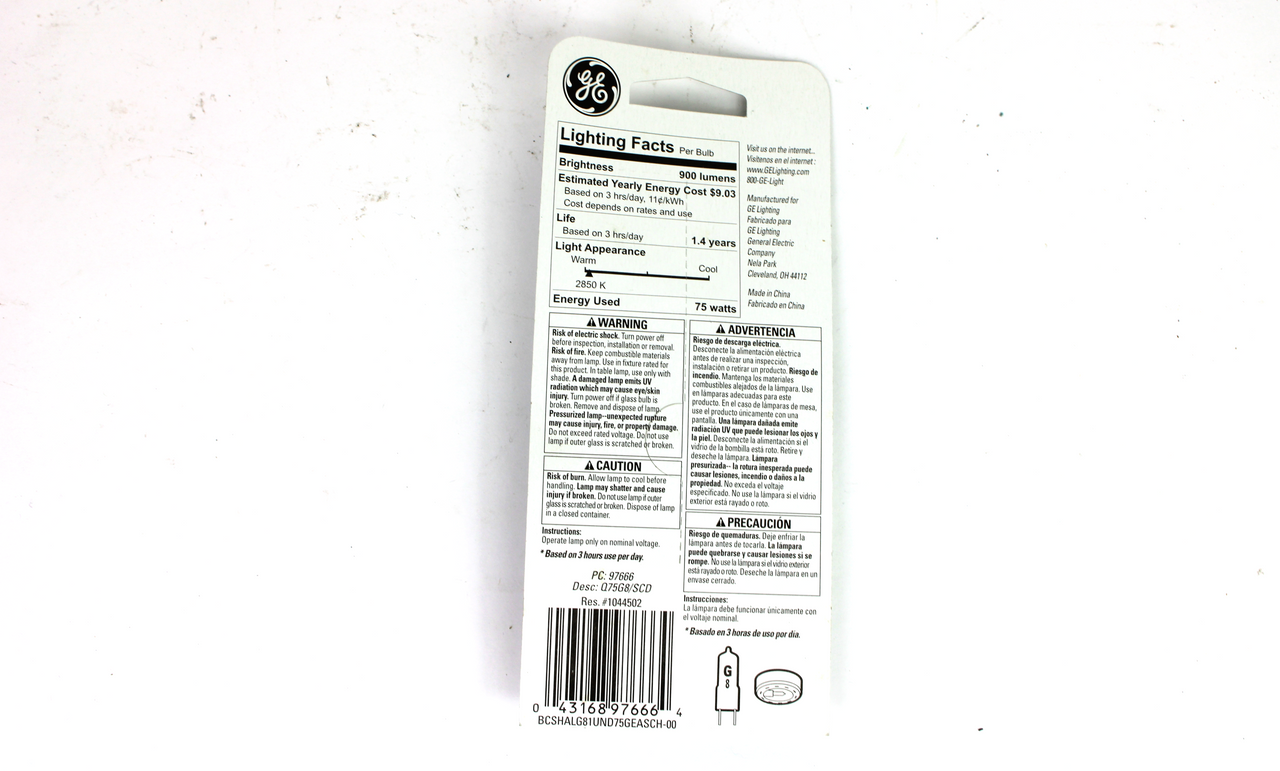 GE
Lighting Facts Per Bulb
Brightness 900 lumens
Estimated Yearly Energy Cost $9.03
Based on 3 hrs/day, 11¢/kWh
Cost depends on rates and use
Life
Based on 3 hrs/day 1.4 years
Light Appearance
Warm Cool
2850 K
Energy Used 75 watts
Visit us on the internet...
Visítenos en el internet :
www.GELighting.com
800-GE-Light
Manufactured for
GE Lighting
Fabricado para
GE Lighting
General Electric
Company
Nela Park
Cleveland, OH 44112
Made in China
Fabricado en China
WARNING
Risk of electric shock. Turn power off
before inspection, installation or removal.
Risk of fire. Keep combustible materials
away from lamp. Use in fixture rated for
this product. In table lamp, use only with
shade. A damaged lamp emits UV
radiation which may cause eye/skin
injury. Turn power off if glass bulb is
broken. Remove and dispose of lamp.
Pressurized lamp--unexpected rupture
may cause injury, fire, or property damage.
Do not exceed rated voltage. Do not use
lamp if outer glass is scratched or broken.
CAUTION
Risk of burn. Allow lamp to cool before
handling. Lamp may shatter and cause
injury if broken. Do not use lamp if outer
glass is scratched or broken. Dispose of lamp
in a closed container.
Instructions:
Operate lamp only on nominal voltage.
* Based on 3 hours use per day.
PC: 97666
Desc: Q75G8/SCD
Res. #1044502
0 43168 97666 4
BCSHALG81UND75GEASCH-00
ADVERTENCIA
Riesgo de descarga eléctrica.
Desconecte la alimentación eléctrica
antes de realizar una inspección,
instalación o retirar un producto. Riesgo de
incendio. Mantenga los materiales
combustibles alejados de la lámpara. Use
en lámparas adecuadas para este
producto. En el caso de lámparas de mesa,
use el producto únicamente con una
pantalla. Una lámpara dañada emite
radiación UV que puede lesionar los ojos y
la piel. Desconecte la alimentación si el
vidrio de la bombilla está roto. Retire y
deseche la lámpara. Lámpara
presurizada-- la rotura inesperada puede
causar lesiones, incendio o daños a la
propiedad. No exceda el voltaje
especificado. No use la lámpara si el vidrio
exterior está rayado o roto.
PRECAUCIÓN
Riesgo de quemaduras. Deje enfriar la
lámpara antes de tocarla. La lámpara
puede quebrarse y causar lesiones si se
rompe. No use la lámpara si el vidrio exterior
está rayado o roto. Deseche la lámpara en un
envase cerrado.
Instrucciones:
La lámpara debe funcionar únicamente con
el voltaje nominal.
* Basado en 3 horas de uso por dia.
G
8